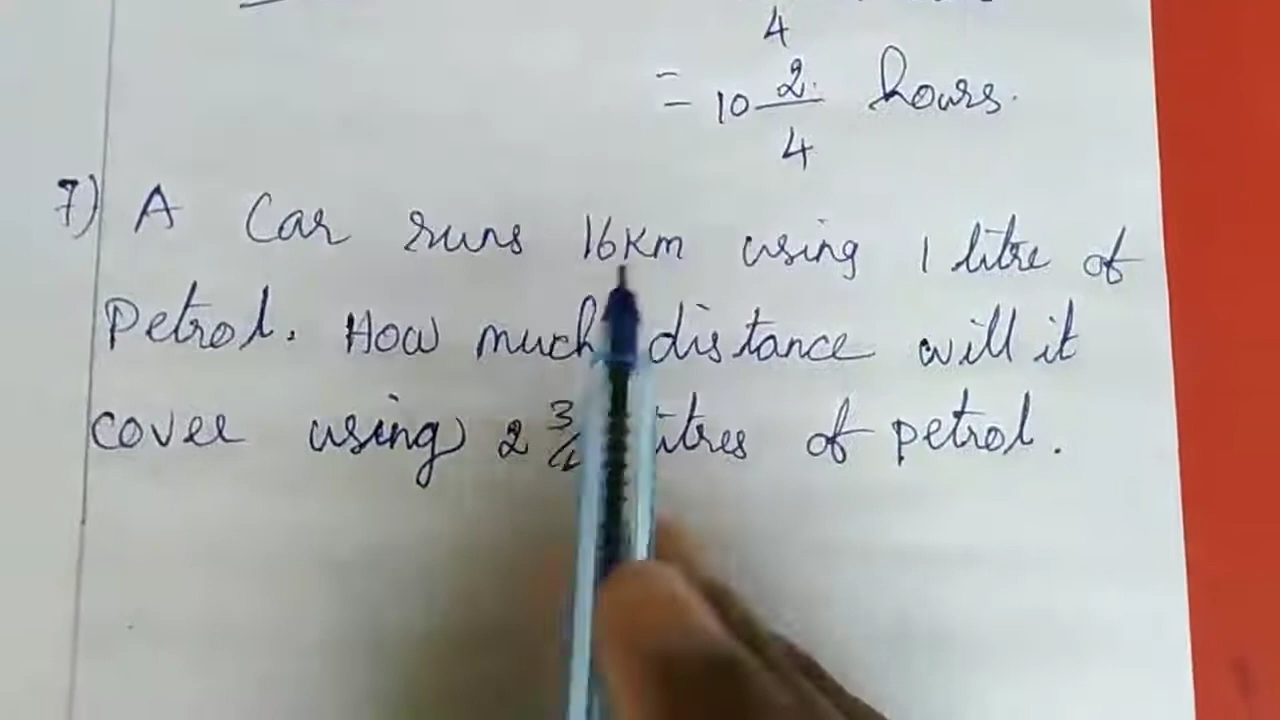 4
= 10 2/4 hours.
7) A Car runs 16km using 1 litre of
Petrol. How much distance will it
cover using 2 3/4 litres of petrol.